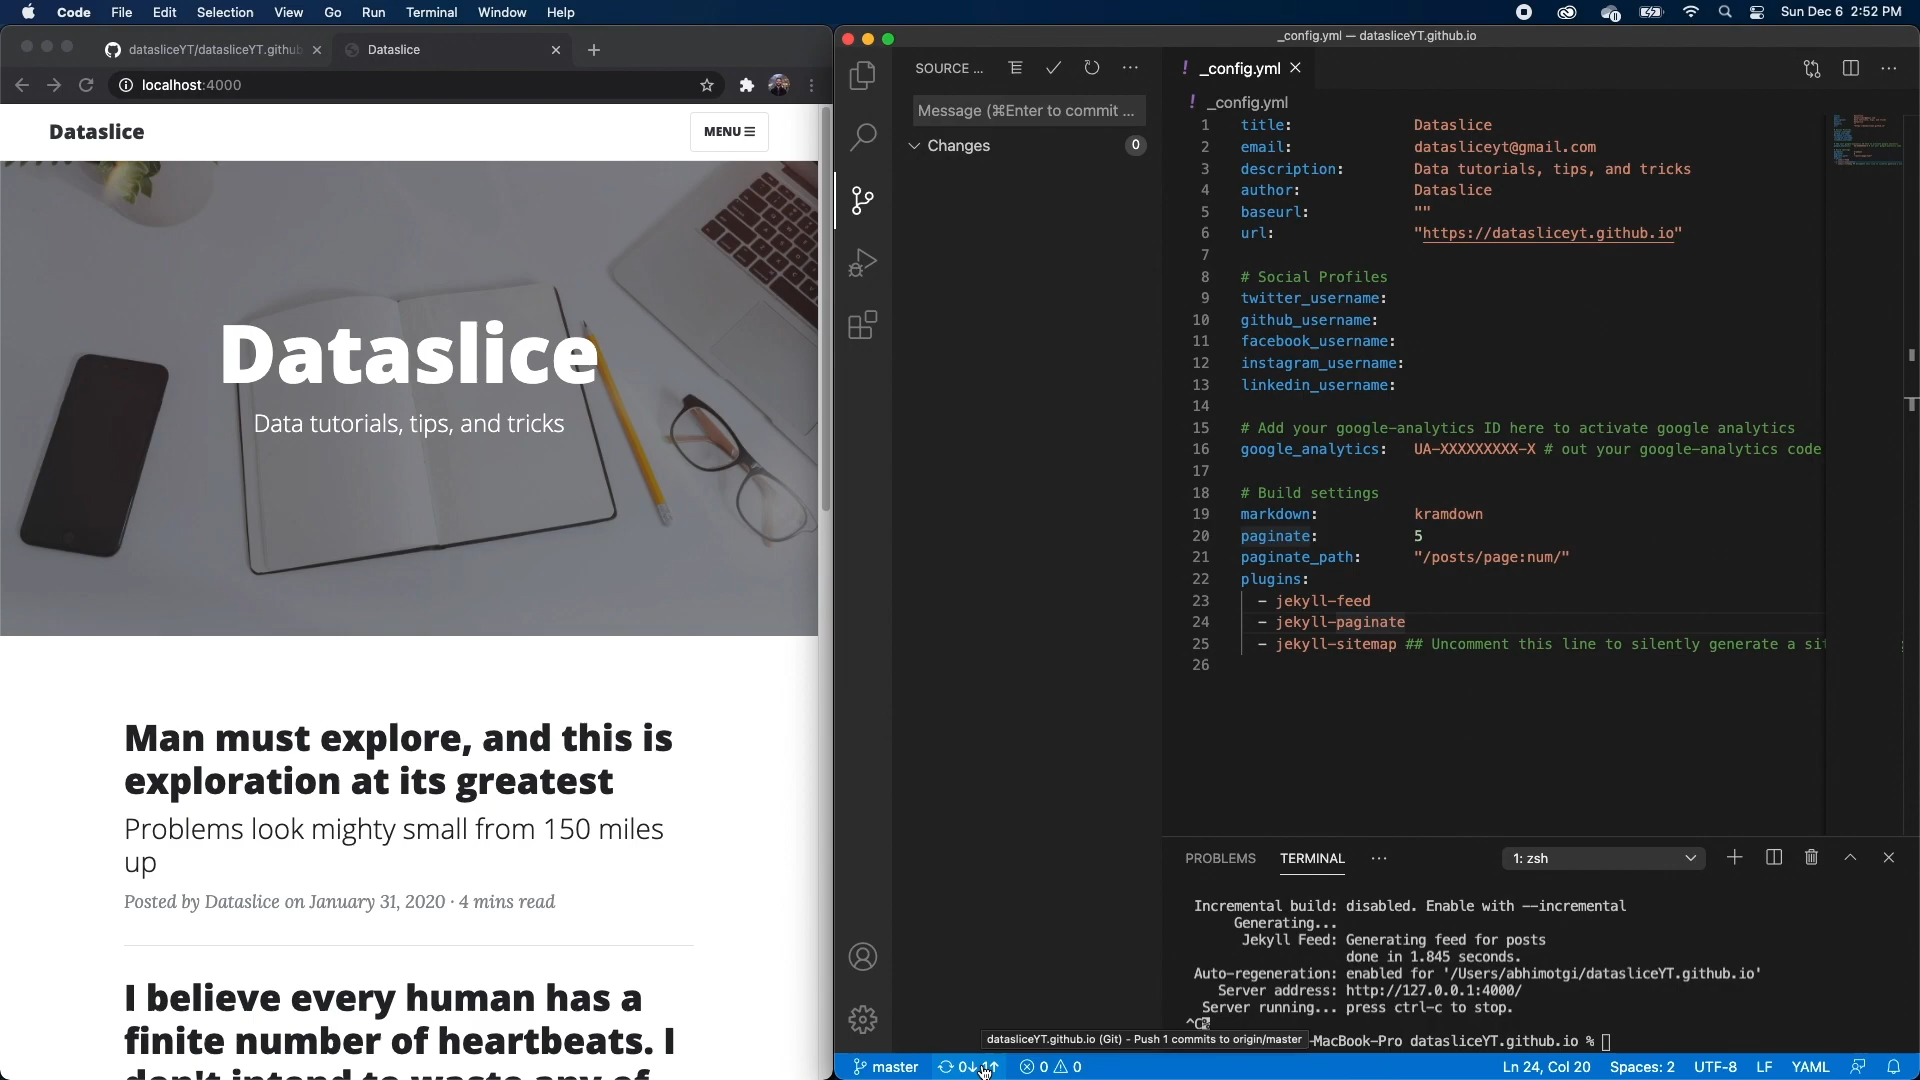 Code File Edit Selection View Go Run Terminal Window Help Sun Dec 6 2:52 PM
datasliceYT/datasliceYT.github Dataslice
_config.yml — datasliceYT.github.io
localhost:4000
SOURCE ...
_config.yml
Dataslice
MENU
Message (⌘Enter to commit ...
_config.yml
Changes 0
1 title: Dataslice
2 email: datasliceyt@gmail.com
3 description: Data tutorials, tips, and tricks
4 author: Dataslice
5 baseurl: ""
6 url: "https://datasliceyt.github.io"
7
8 # Social Profiles
9 twitter_username:
10 github_username:
11 facebook_username:
12 instagram_username:
13 linkedin_username:
14
15 # Add your google-analytics ID here to activate google analytics
16 google_analytics: UA-XXXXXXXXX-X # out your google-analytics code
17
18 # Build settings
19 markdown: kramdown
20 paginate: 5
21 paginate_path: "/posts/page:num/"
22 plugins:
23 - jekyll-feed
24 - jekyll-paginate
25 - jekyll-sitemap ## Uncomment this line to silently generate a sit
26
Dataslice
Data tutorials, tips, and tricks
Man must explore, and this is
exploration at its greatest
Problems look mighty small from 150 miles
up
Posted by Dataslice on January 31, 2020 · 4 mins read
I believe every human has a
finite number of heartbeats. I
don't intend to waste any of
PROBLEMS TERMINAL ... 1: zsh
Incremental build: disabled. Enable with --incremental
Generating...
Jekyll Feed: Generating feed for posts
done in 1.845 seconds.
Auto-regeneration: enabled for '/Users/abhimotgi/datasliceYT.github.io'
Server address: http://127.0.0.1:4000/
Server running... press ctrl-c to stop.
^C
datasliceYT.github.io (Git) - Push 1 commits to origin/master
-MacBook-Pro datasliceYT.github.io %
master 0↓ 1↑ 0 0 Ln 24, Col 20 Spaces: 2 UTF-8 LF YAML